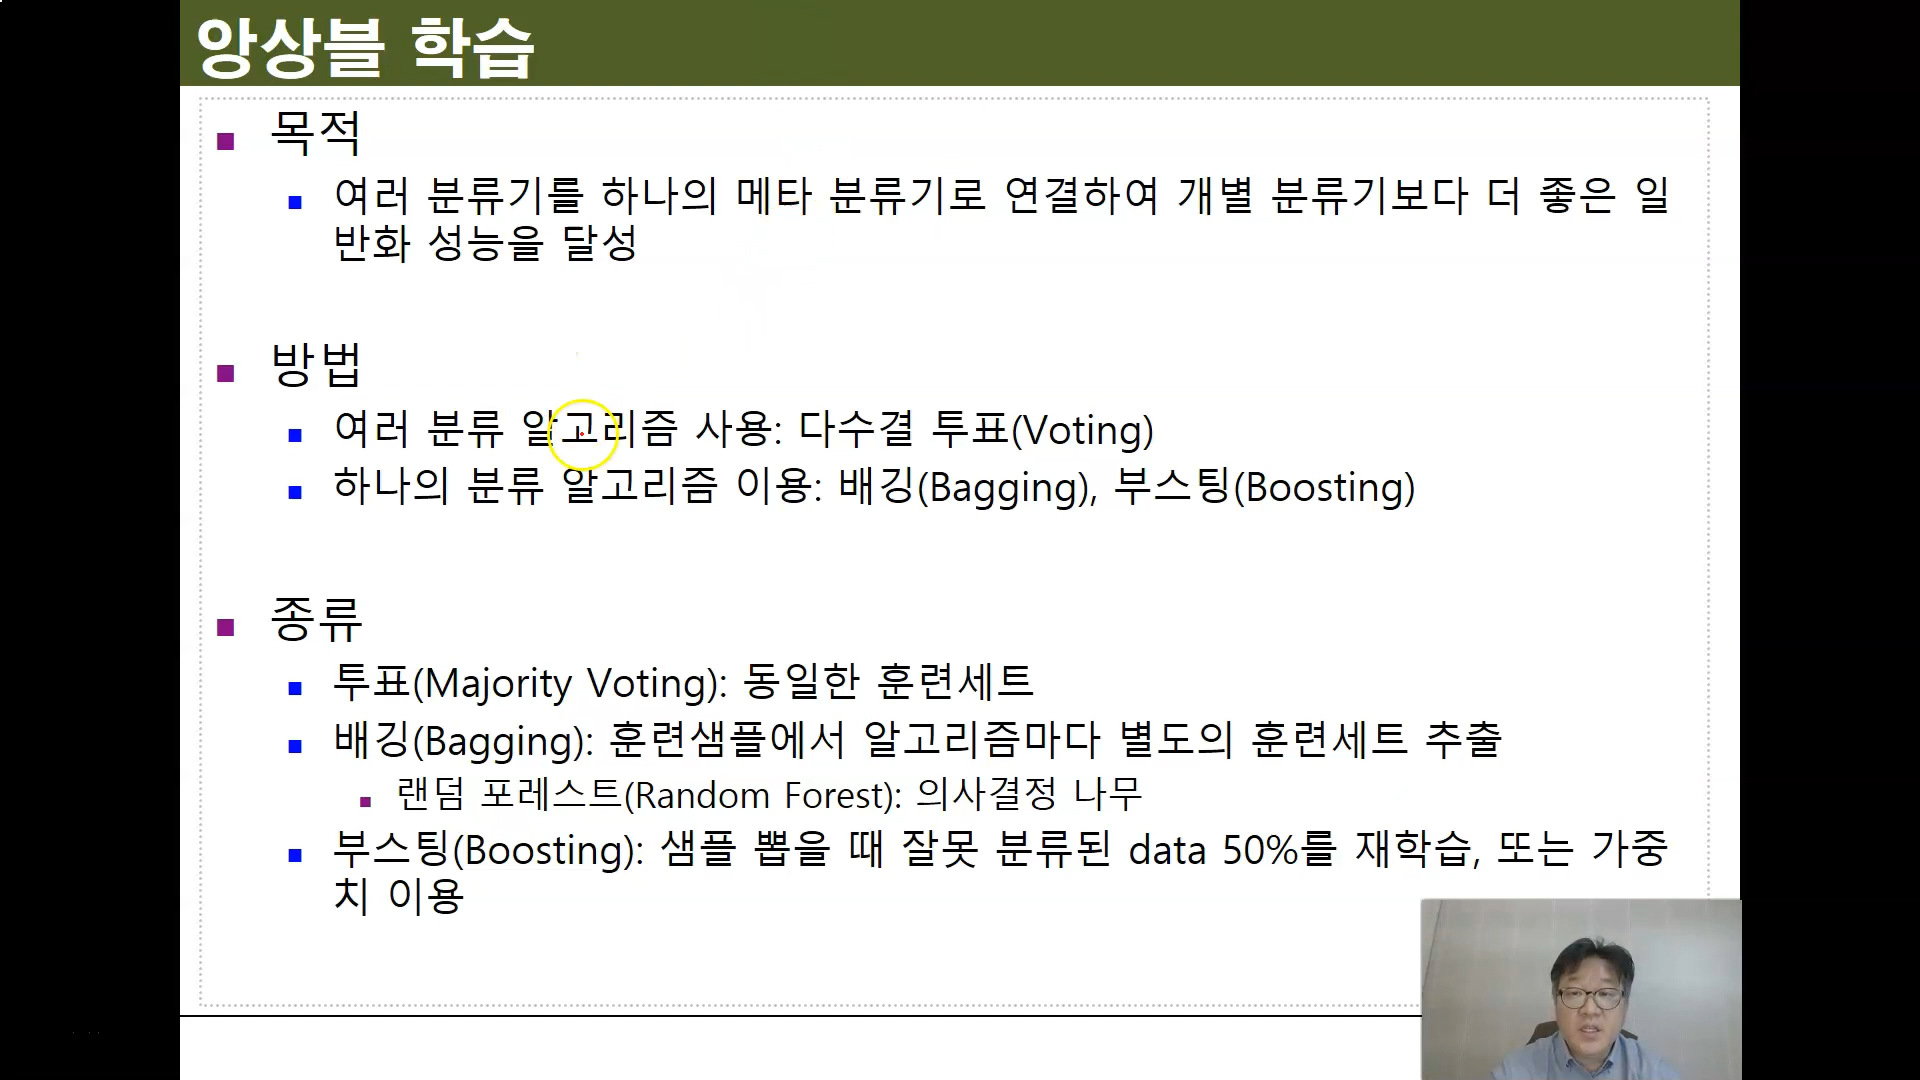 앙상블 학습
목적
여러 분류기를 하나의 메타 분류기로 연결하여 개별 분류기보다 더 좋은 일
반화 성능을 달성
방법
여러 분류 알고리즘 사용: 다수결 투표(Voting)
하나의 분류 알고리즘 이용: 배깅(Bagging), 부스팅(Boosting)
종류
투표(Majority Voting): 동일한 훈련세트
배깅(Bagging): 훈련샘플에서 알고리즘마다 별도의 훈련세트 추출
랜덤 포레스트(Random Forest): 의사결정 나무
부스팅(Boosting): 샘플 뽑을 때 잘못 분류된 data 50%를 재학습, 또는 가중
치 이용